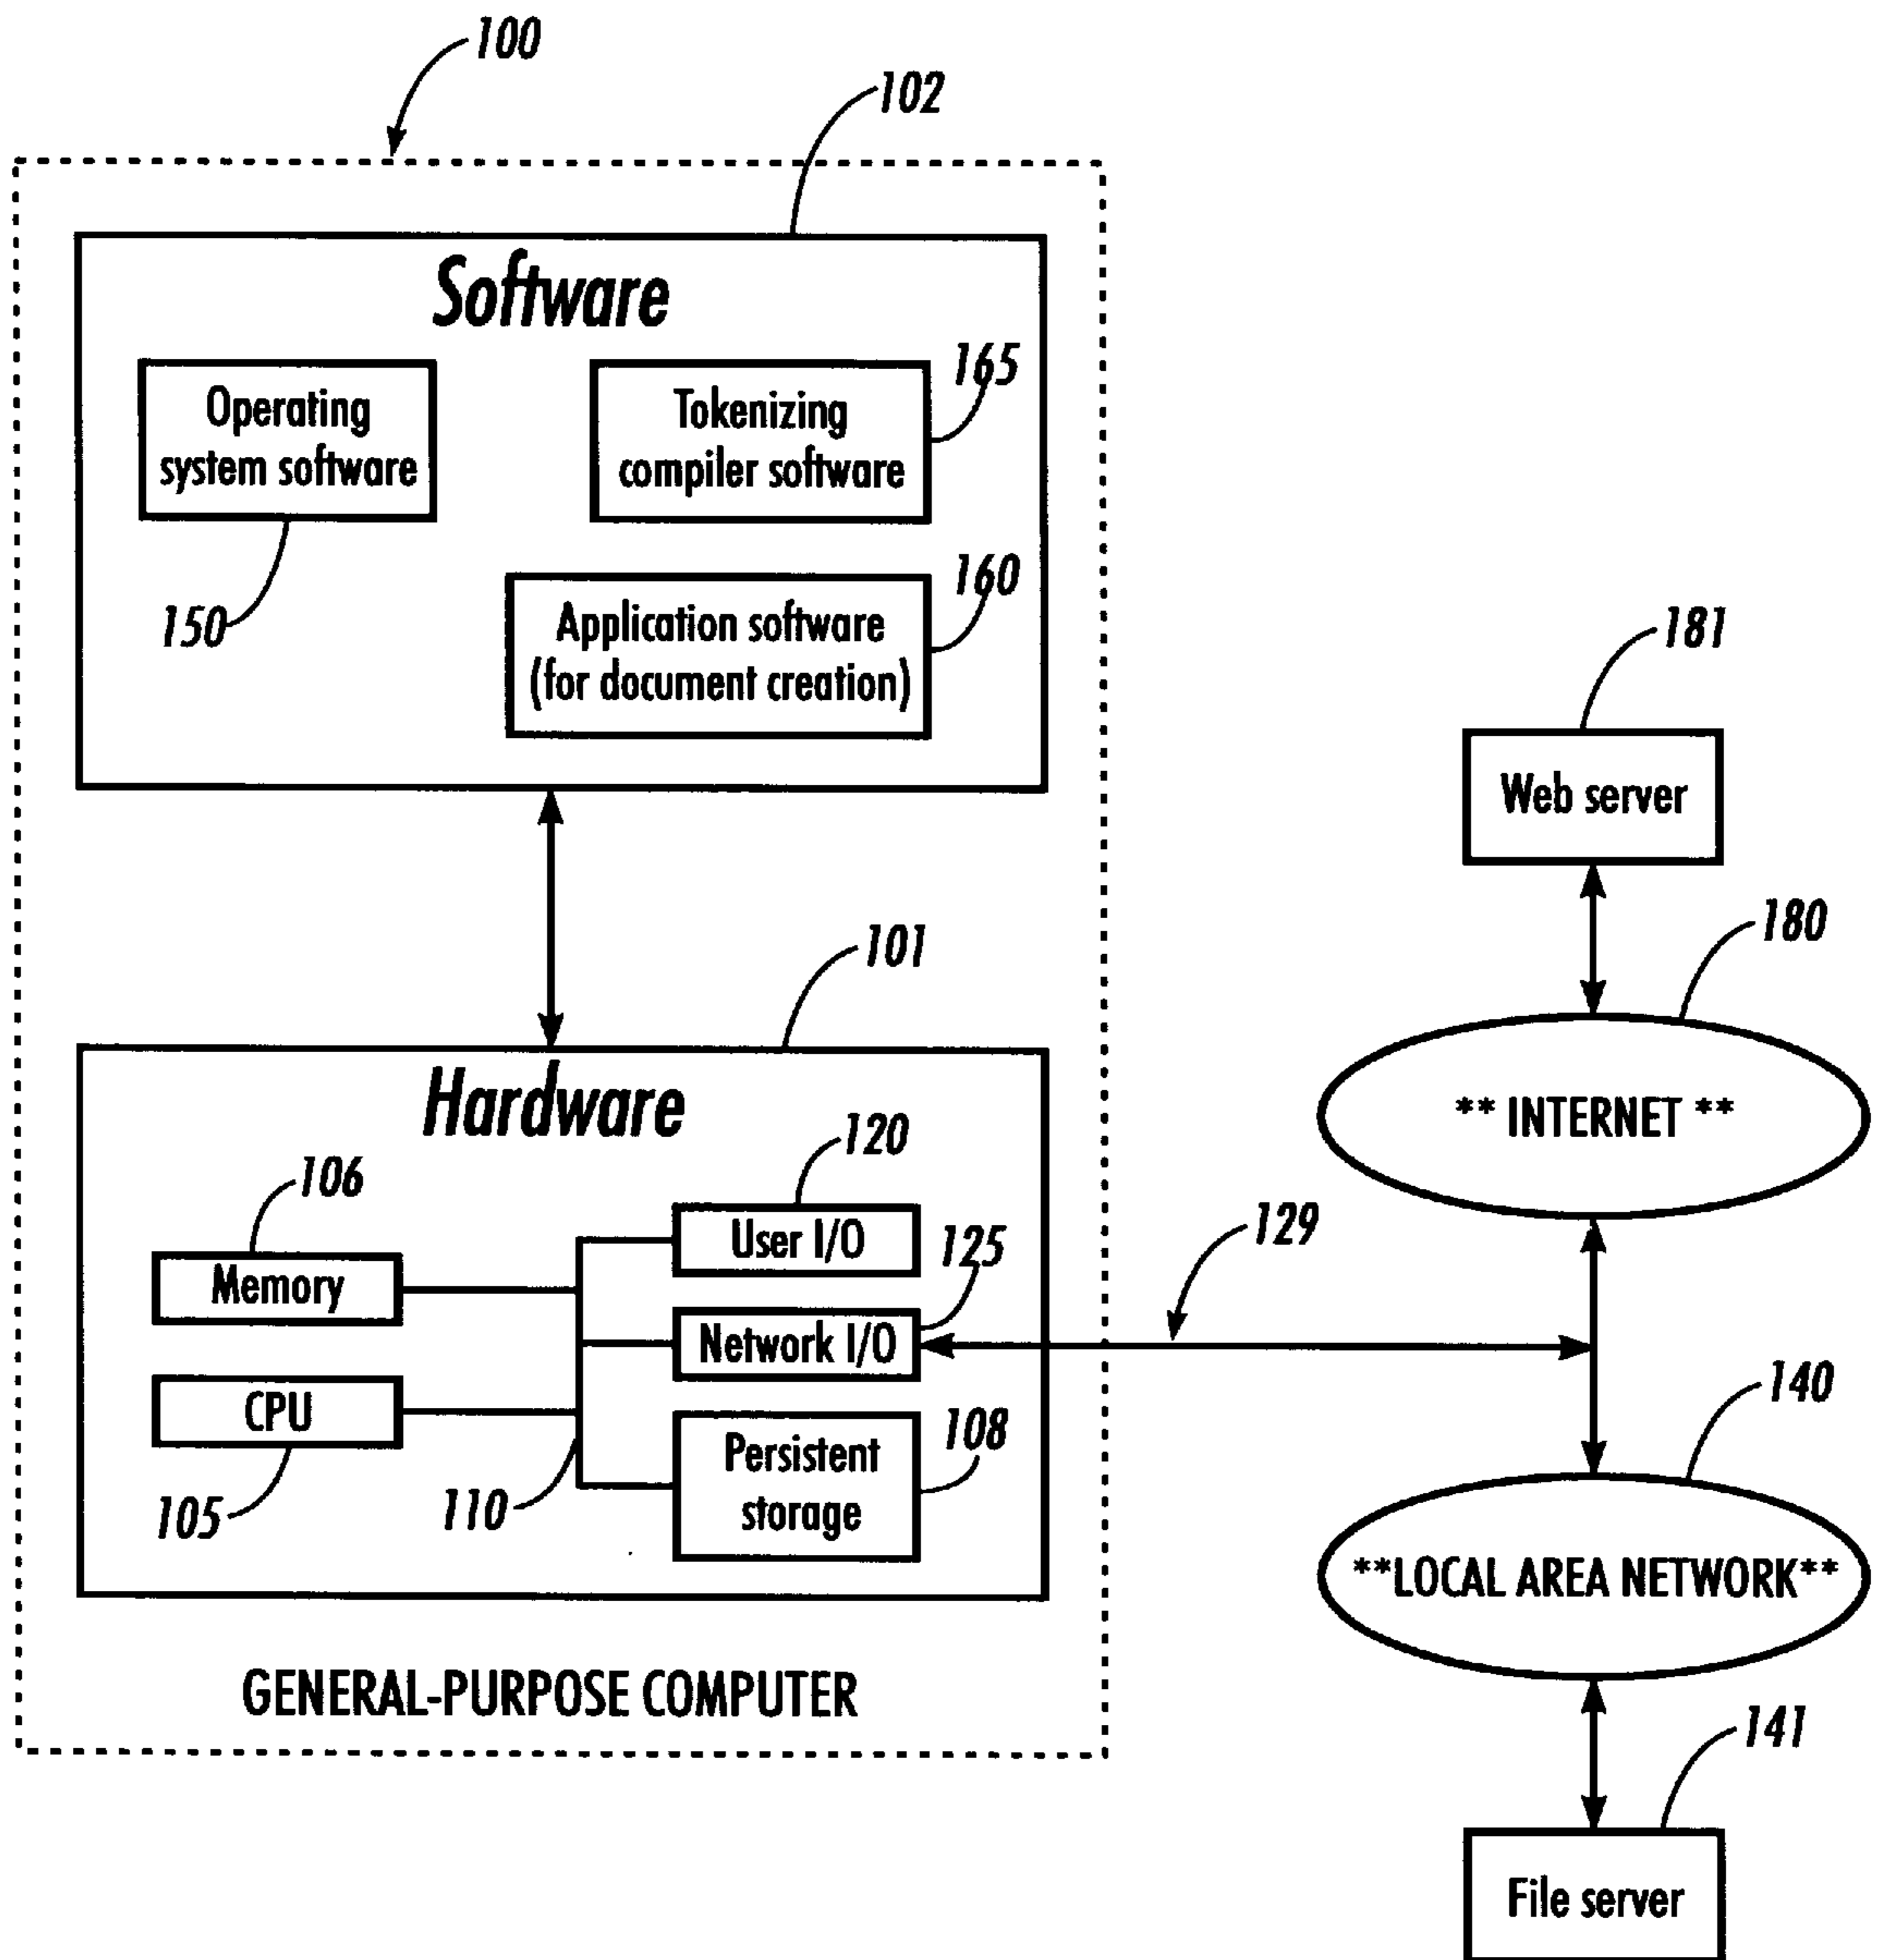 100
102
Software
Operating
system software
150
Tokenizing
compiler software
165
Application software
(for document creation)
160
101
Hardware
106
Memory
CPU
105
110
120
User I/O
125
Network I/O
Persistent
storage
108
GENERAL-PURPOSE COMPUTER
129
181
Web server
180
** INTERNET **
140
**LOCAL AREA NETWORK**
141
File server